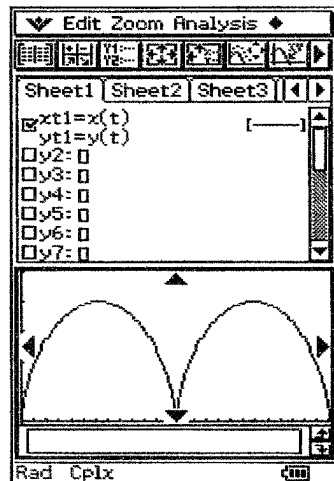 Edit Zoom Analysis
Sheet1 Sheet2 Sheet3
xt1=x(t)
yt1=y(t)
y2:▯
y3:▯
y4:▯
y5:▯
y6:▯
y7:▯
Rad Cplx